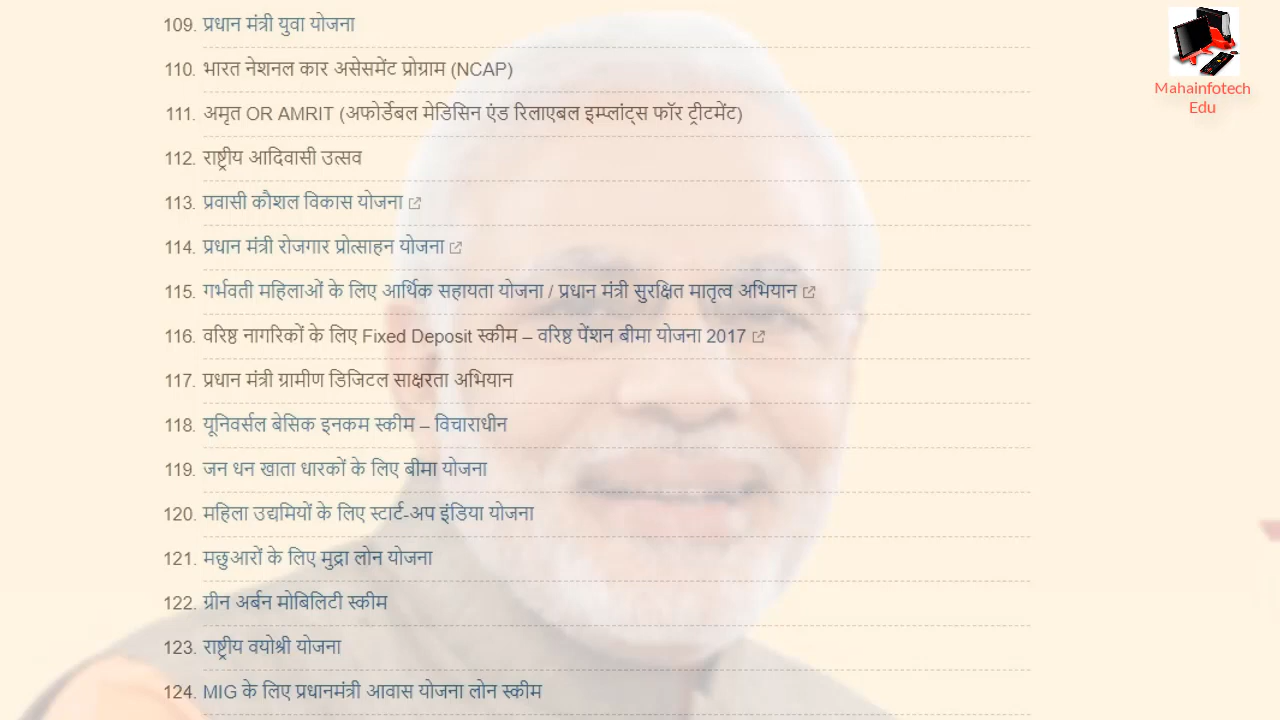 109. प्रधान मंत्री युवा योजना
110. भारत नेशनल कार असेसमेंट प्रोग्राम (NCAP)
111. अमृत OR AMRIT (अफोर्डेबल मेडिसिन एंड रिलाएबल इम्प्लांट्स फॉर ट्रीटमेंट)
112. राष्ट्रीय आदिवासी उत्सव
113. प्रवासी कौशल विकास योजना
114. प्रधान मंत्री रोजगार प्रोत्साहन योजना
115. गर्भवती महिलाओं के लिए आर्थिक सहायता योजना / प्रधान मंत्री सुरक्षित मातृत्व अभियान
116. वरिष्ठ नागरिकों के लिए Fixed Deposit स्कीम – वरिष्ठ पेंशन बीमा योजना 2017
117. प्रधान मंत्री ग्रामीण डिजिटल साक्षरता अभियान
118. यूनिवर्सल बेसिक इनकम स्कीम – विचाराधीन
119. जन धन खाता धारकों के लिए बीमा योजना
120. महिला उद्यमियों के लिए स्टार्ट-अप इंडिया योजना
121. मछुआरों के लिए मुद्रा लोन योजना
122. ग्रीन अर्बन मोबिलिटी स्कीम
123. राष्ट्रीय वयोश्री योजना
124. MIG के लिए प्रधानमंत्री आवास योजना लोन स्कीम
Mahainfotech
Edu